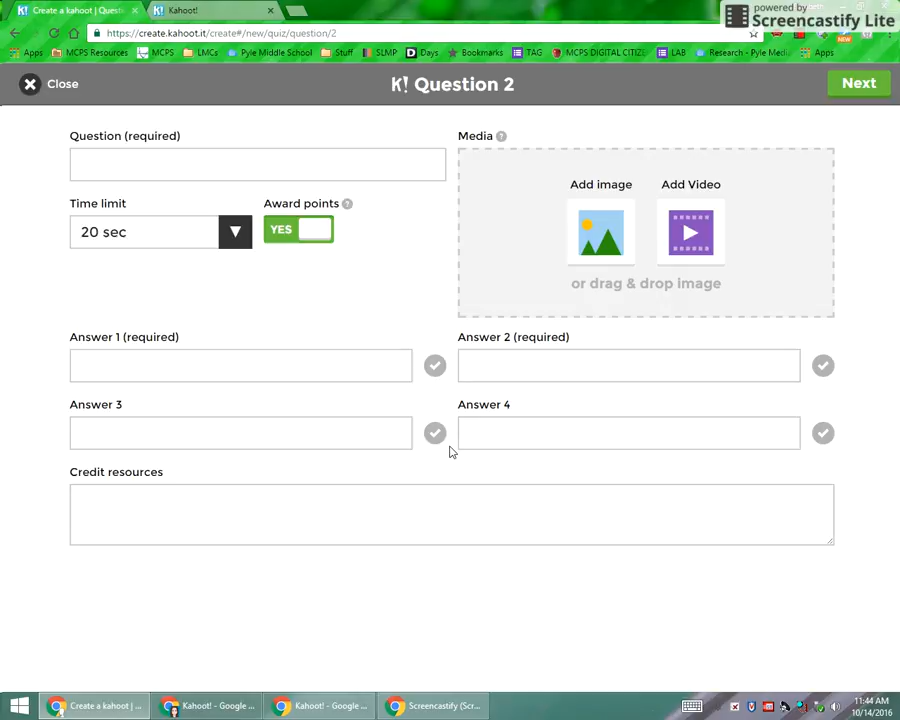 powered by
Screencastify Lite
Create a kahoot | Questi
Kahoot!
https://create.kahoot.it/create#/new/quiz/question/2
NEW
Apps
MCPS Resources
MCPS
LMCs
Pyle Middle School
Stuff
SLMP
Days
Bookmarks
TAG
MCPS DIGITAL CITIZE
LAB
Research - Pyle Media
Apps
Close
K! Question 2
Next
Question (required)
Media ?
Add image
Add Video
or drag & drop image
Time limit
Award points ?
20 sec
YES
Answer 1 (required)
Answer 2 (required)
Answer 3
Answer 4
Credit resources
Create a kahoot | ...
Kahoot! - Google ...
Kahoot! - Google ...
Screencastify (Scr...
11:44 AM
10/14/2016